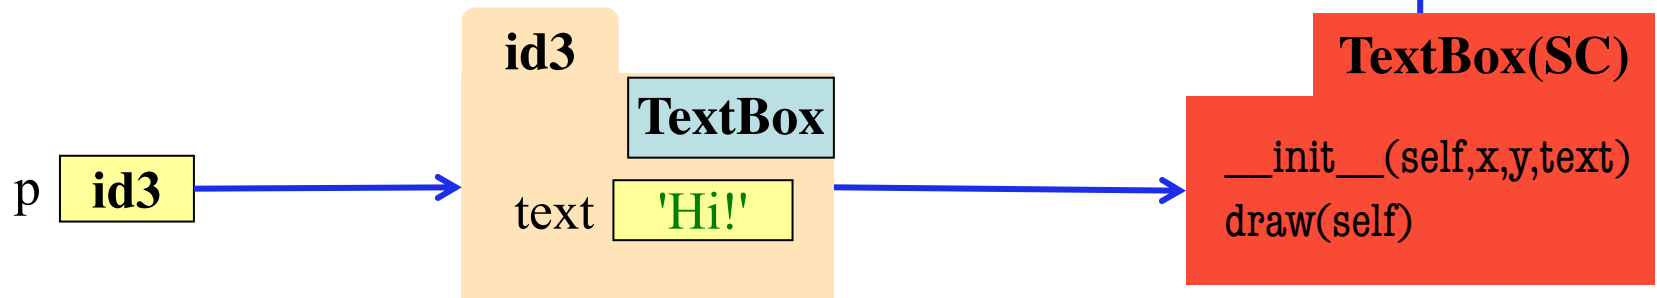 p id3
id3
TextBox
text 'Hi!'
TextBox(SC)
__init__(self,x,y,text)
draw(self)